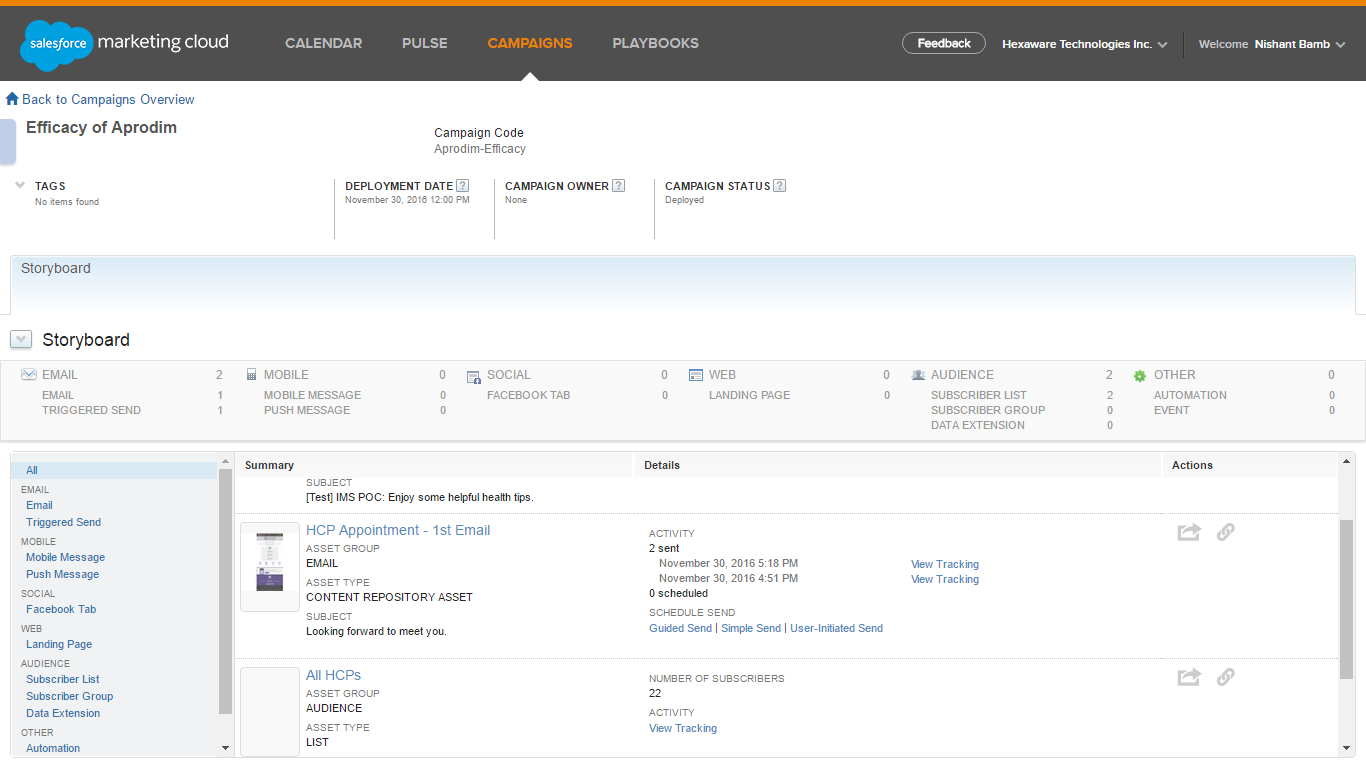 salesforce marketing cloud CALENDAR PULSE CAMPAIGNS PLAYBOOKS Feedback Hexaware Technologies Inc. Welcome Nishant Bamb
Back to Campaigns Overview
Efficacy of Aprodim
Campaign Code
Aprodim-Efficacy
TAGS
No items found
DEPLOYMENT DATE ?
November 30, 2016 12:00 PM
CAMPAIGN OWNER ?
None
CAMPAIGN STATUS ?
Deployed
Storyboard
Storyboard
EMAIL 2
EMAIL 1
TRIGGERED SEND 1
MOBILE 0
MOBILE MESSAGE 0
PUSH MESSAGE 0
SOCIAL 0
FACEBOOK TAB 0
WEB 0
LANDING PAGE 0
AUDIENCE 2
SUBSCRIBER LIST 2
SUBSCRIBER GROUP 0
DATA EXTENSION 0
OTHER 0
AUTOMATION 0
EVENT 0
All
EMAIL
Email
Triggered Send
MOBILE
Mobile Message
Push Message
SOCIAL
Facebook Tab
WEB
Landing Page
AUDIENCE
Subscriber List
Subscriber Group
Data Extension
OTHER
Automation
Summary Details Actions
SUBJECT
[Test] IMS POC: Enjoy some helpful health tips.
HCP Appointment - 1st Email
ASSET GROUP
EMAIL
ASSET TYPE
CONTENT REPOSITORY ASSET
SUBJECT
Looking forward to meet you.
ACTIVITY
2 sent
November 30, 2016 5:18 PM View Tracking
November 30, 2016 4:51 PM View Tracking
0 scheduled
SCHEDULE SEND
Guided Send | Simple Send | User-Initiated Send
All HCPs
ASSET GROUP
AUDIENCE
ASSET TYPE
LIST
NUMBER OF SUBSCRIBERS
22
ACTIVITY
View Tracking